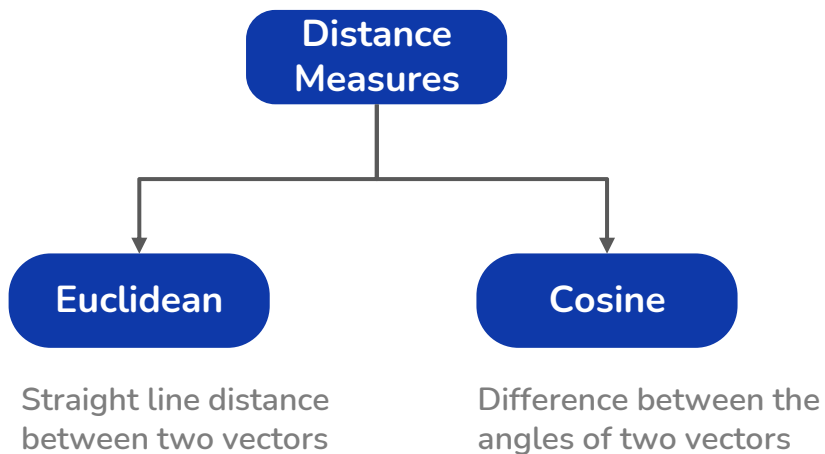 Distance
Measures
Euclidean
Cosine
Straight line distance
between two vectors
Difference between the
angles of two vectors